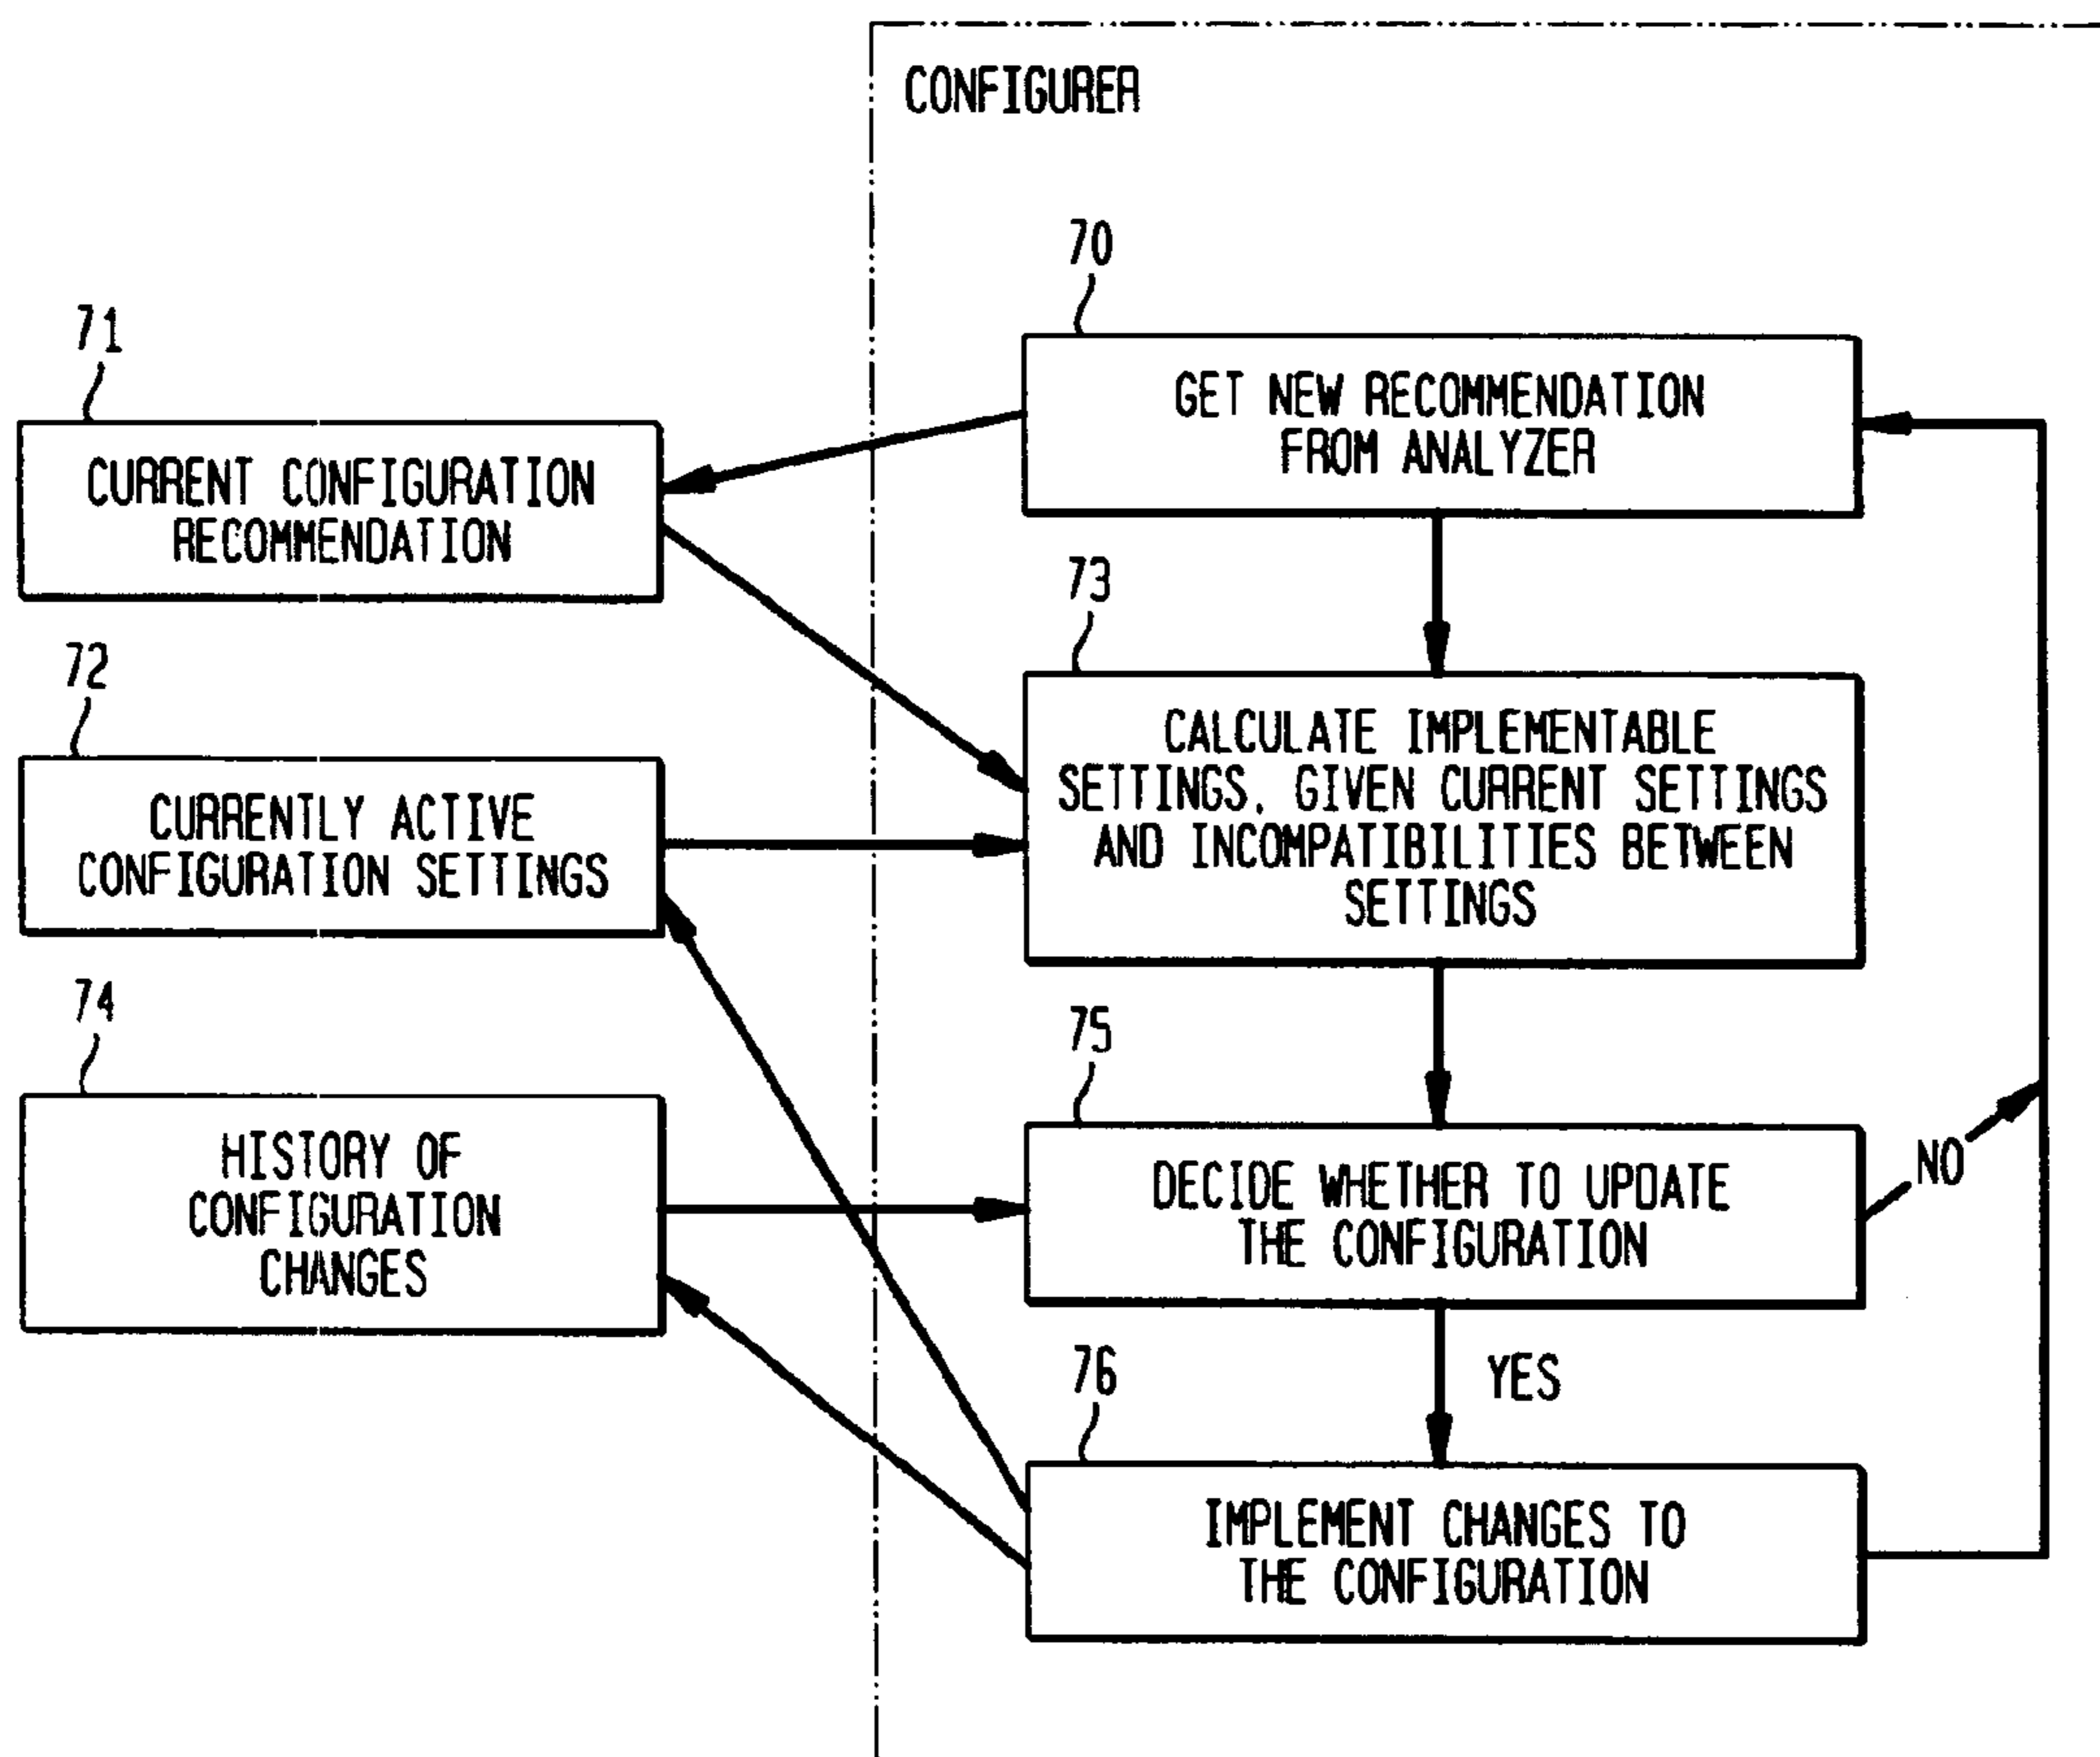 CONFIGURER
70
GET NEW RECOMMENDATION
FROM ANALYZER
71
CURRENT CONFIGURATION
RECOMMENDATION
72
CURRENTLY ACTIVE
CONFIGURATION SETTINGS
73
CALCULATE IMPLEMENTABLE
SETTINGS, GIVEN CURRENT SETTINGS
AND INCOMPATIBILITIES BETWEEN
SETTINGS
74
HISTORY OF
CONFIGURATION
CHANGES
75
DECIDE WHETHER TO UPDATE
THE CONFIGURATION
NO
YES
76
IMPLEMENT CHANGES TO
THE CONFIGURATION